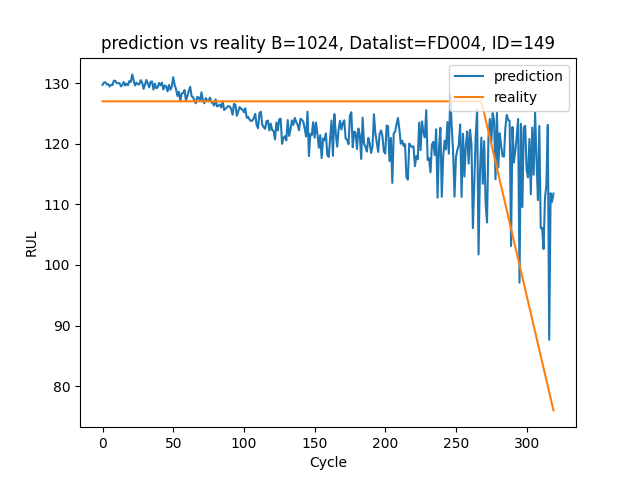 prediction vs reality B=1024, Datalist=FD004, ID=149
prediction
reality
RUL
130
120
110
100
90
80
0 50 100 150 200 250 300
Cycle